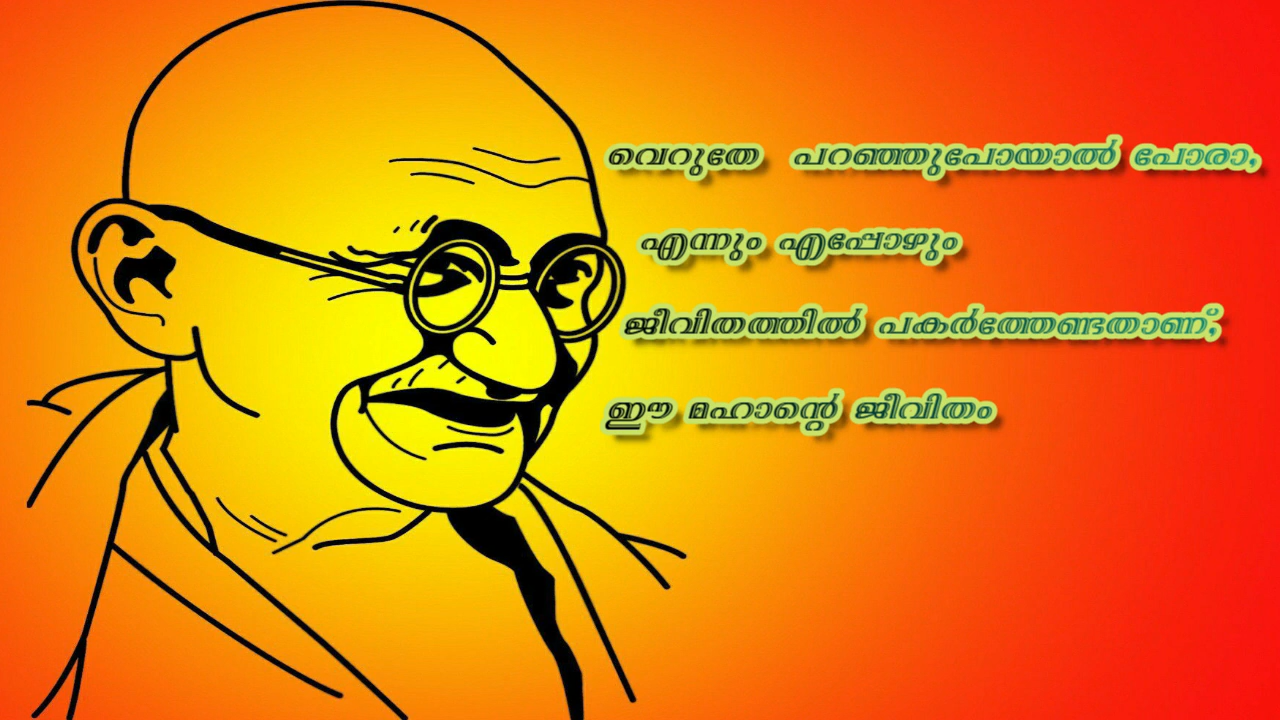 വെറുതേ പറഞ്ഞുപോയാൽ പോരാ,
എന്നും എപ്പോഴും
ജീവിതത്തിൽ പകർത്തേണ്ടതാണ്,
ഈ മഹാന്റെ ജീവിതം